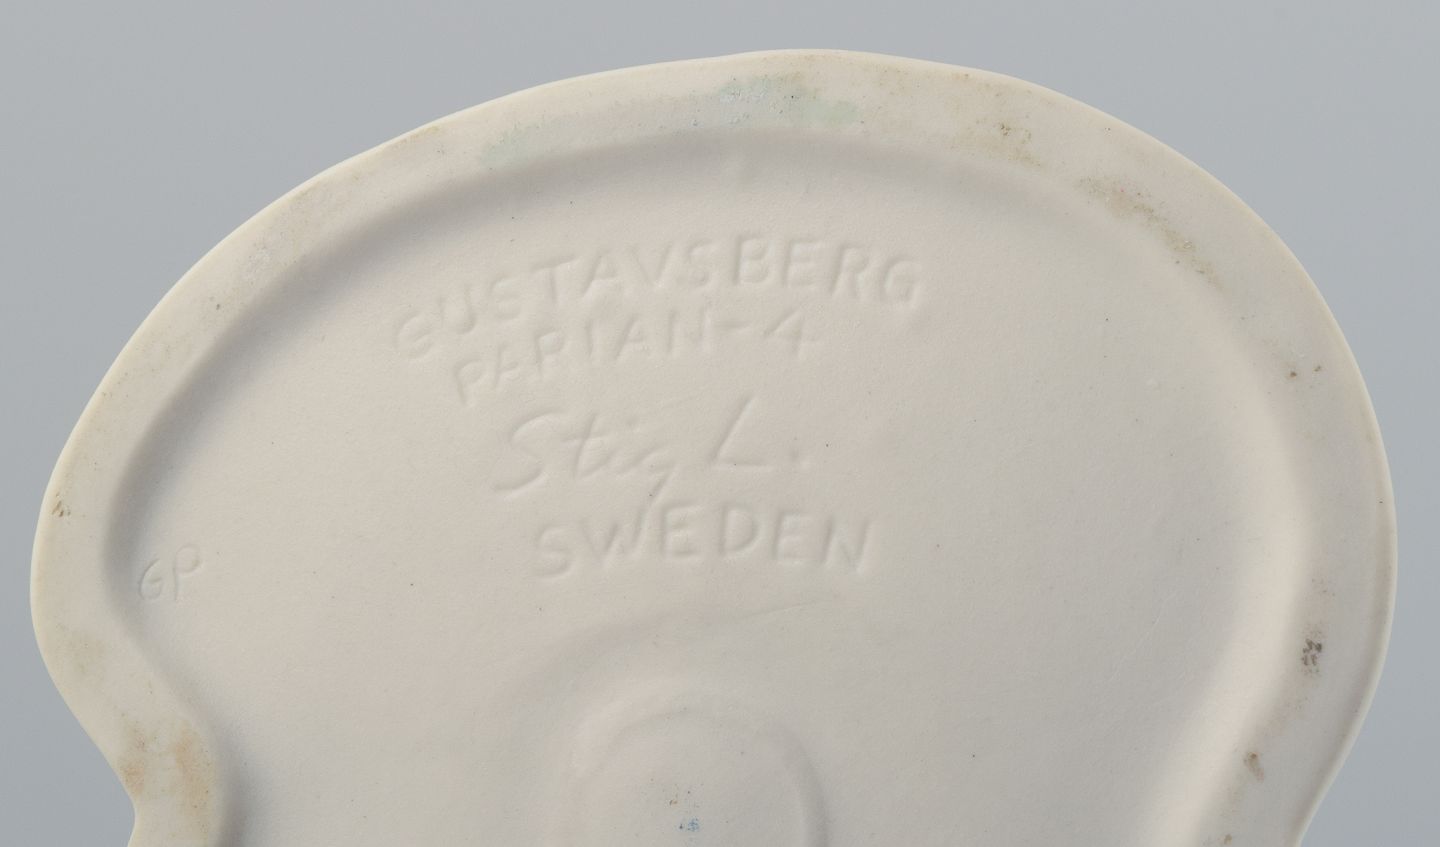 GUSTAVSBERG
PARIAN-4
Stig L.
SWEDEN
GP